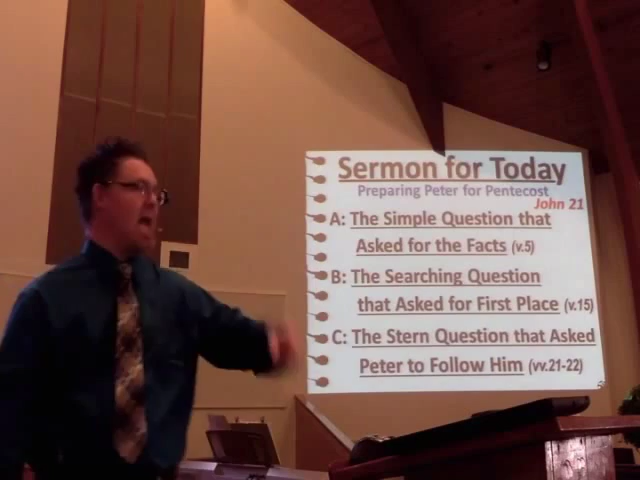 Sermon for Today
Preparing Peter for Pentecost
John 21
A: The Simple Question that
Asked for the Facts (v.5)
B: The Searching Question
that Asked for First Place (v.15)
C: The Stern Question that Asked
Peter to Follow Him (vv.21-22)